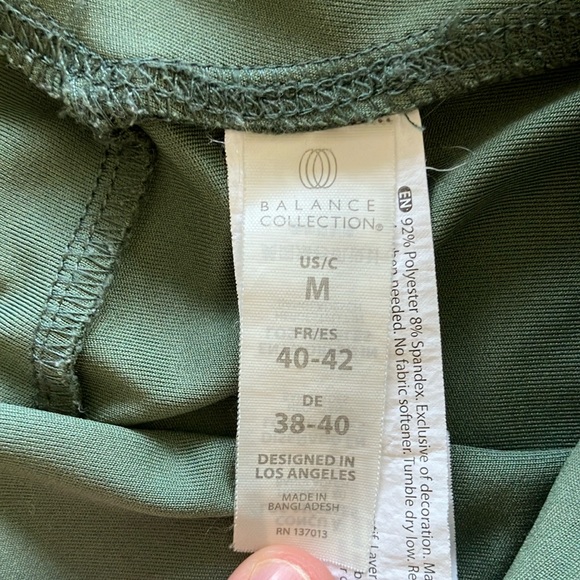 BALANCE
COLLECTION®
US/C
M
FR/ES
40-42
DE
38-40
DESIGNED IN
LOS ANGELES
MADE IN
BANGLADESH
RN 137013
EN 92% Polyester 8% Spandex. Exclusive of decoration.
when needed. No fabric softener. Tumble dry low.